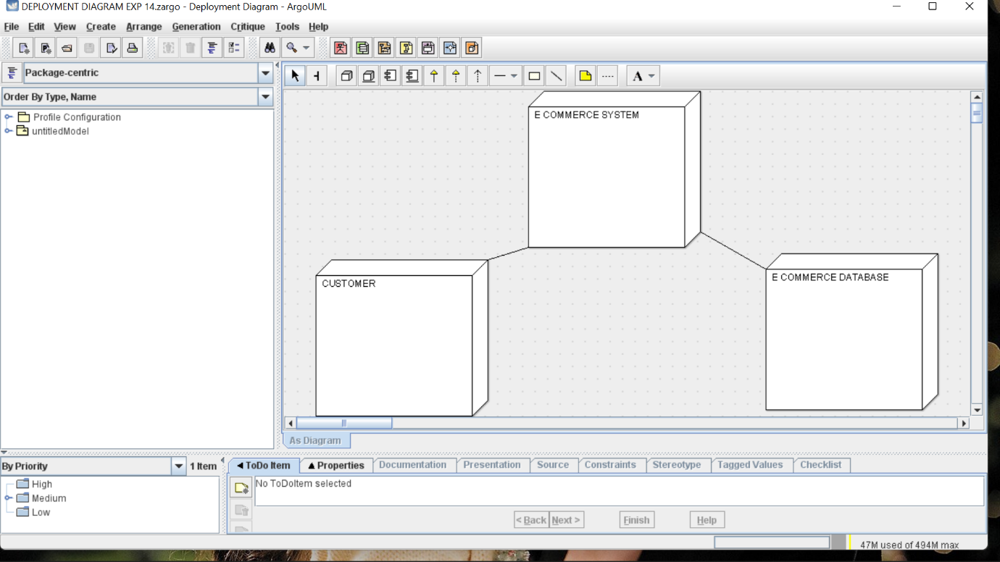 DEPLOYMENT DIAGRAM EXP 14.zargo - Deployment Diagram - ArgoUML
File Edit View Create Arrange Generation Critique Tools Help
Package-centric
A
Order By Type, Name
Profile Configuration
untitledModel
E COMMERCE SYSTEM
CUSTOMER
E COMMERCE DATABASE
As Diagram
By Priority
1 Item
ToDo Item Properties Documentation Presentation Source Constraints Stereotype Tagged Values Checklist
High
Medium
Low
No ToDoItem selected
< Back Next > Finish Help
47M used of 494M max